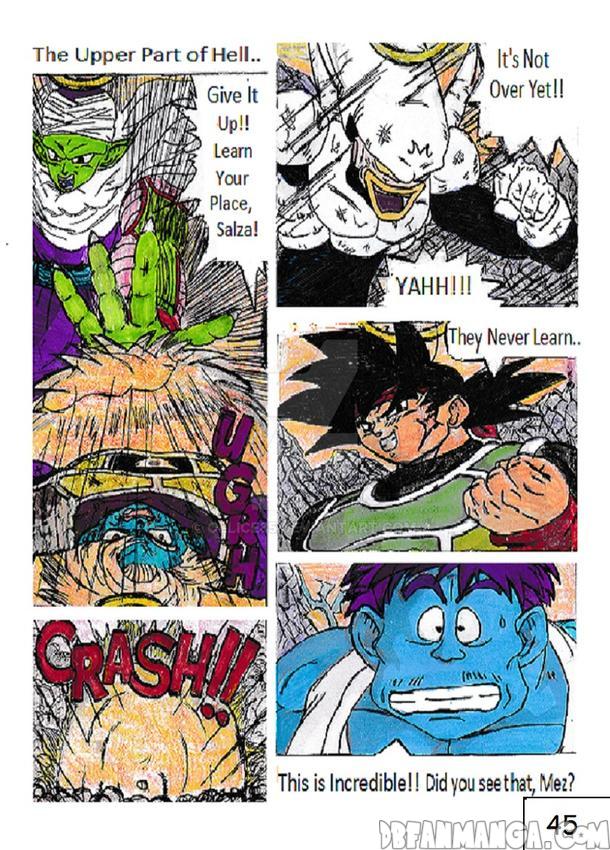 The Upper Part of Hell..
Give It
Up!!
Learn
Your
Place,
Salza!
UGH
CRASH!!
It's Not
Over Yet!!
YAHH!!!
They Never Learn..
This is Incredible!! Did you see that, Mez?
45
DBFANMANGA.COM